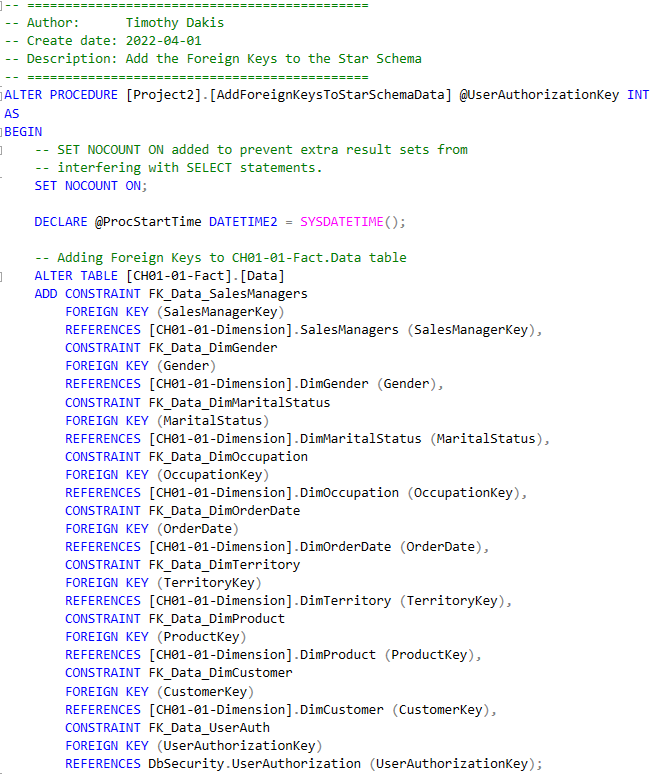 -- =============================================
-- Author:      Timothy Dakis
-- Create date: 2022-04-01
-- Description: Add the Foreign Keys to the Star Schema
-- =============================================
ALTER PROCEDURE [Project2].[AddForeignKeysToStarSchemaData] @UserAuthorizationKey INT
AS
BEGIN
    -- SET NOCOUNT ON added to prevent extra result sets from
    -- interfering with SELECT statements.
    SET NOCOUNT ON;

    DECLARE @ProcStartTime DATETIME2 = SYSDATETIME();

    -- Adding Foreign Keys to CH01-01-Fact.Data table
    ALTER TABLE [CH01-01-Fact].[Data]
    ADD CONSTRAINT FK_Data_SalesManagers
        FOREIGN KEY (SalesManagerKey)
        REFERENCES [CH01-01-Dimension].SalesManagers (SalesManagerKey),
        CONSTRAINT FK_Data_DimGender
        FOREIGN KEY (Gender)
        REFERENCES [CH01-01-Dimension].DimGender (Gender),
        CONSTRAINT FK_Data_DimMaritalStatus
        FOREIGN KEY (MaritalStatus)
        REFERENCES [CH01-01-Dimension].DimMaritalStatus (MaritalStatus),
        CONSTRAINT FK_Data_DimOccupation
        FOREIGN KEY (OccupationKey)
        REFERENCES [CH01-01-Dimension].DimOccupation (OccupationKey),
        CONSTRAINT FK_Data_DimOrderDate
        FOREIGN KEY (OrderDate)
        REFERENCES [CH01-01-Dimension].DimOrderDate (OrderDate),
        CONSTRAINT FK_Data_DimTerritory
        FOREIGN KEY (TerritoryKey)
        REFERENCES [CH01-01-Dimension].DimTerritory (TerritoryKey),
        CONSTRAINT FK_Data_DimProduct
        FOREIGN KEY (ProductKey)
        REFERENCES [CH01-01-Dimension].DimProduct (ProductKey),
        CONSTRAINT FK_Data_DimCustomer
        FOREIGN KEY (CustomerKey)
        REFERENCES [CH01-01-Dimension].DimCustomer (CustomerKey),
        CONSTRAINT FK_Data_UserAuth
        FOREIGN KEY (UserAuthorizationKey)
        REFERENCES DbSecurity.UserAuthorization (UserAuthorizationKey);